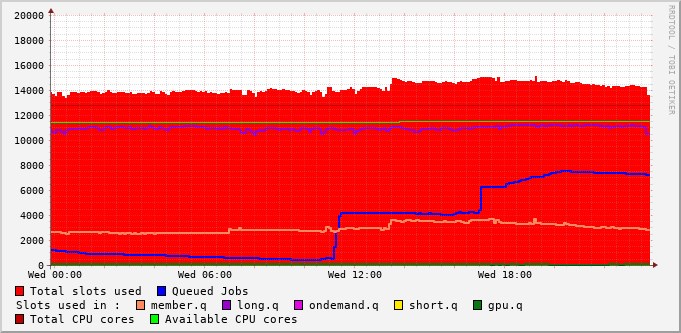 RRDTOOL / TOBI OETIKER
20000
18000
16000
14000
12000
10000
8000
6000
4000
2000
0
Wed 00:00 Wed 06:00 Wed 12:00 Wed 18:00
Total slots used Queued Jobs
Slots used in : member.q long.q ondemand.q short.q gpu.q
Total CPU cores Available CPU cores